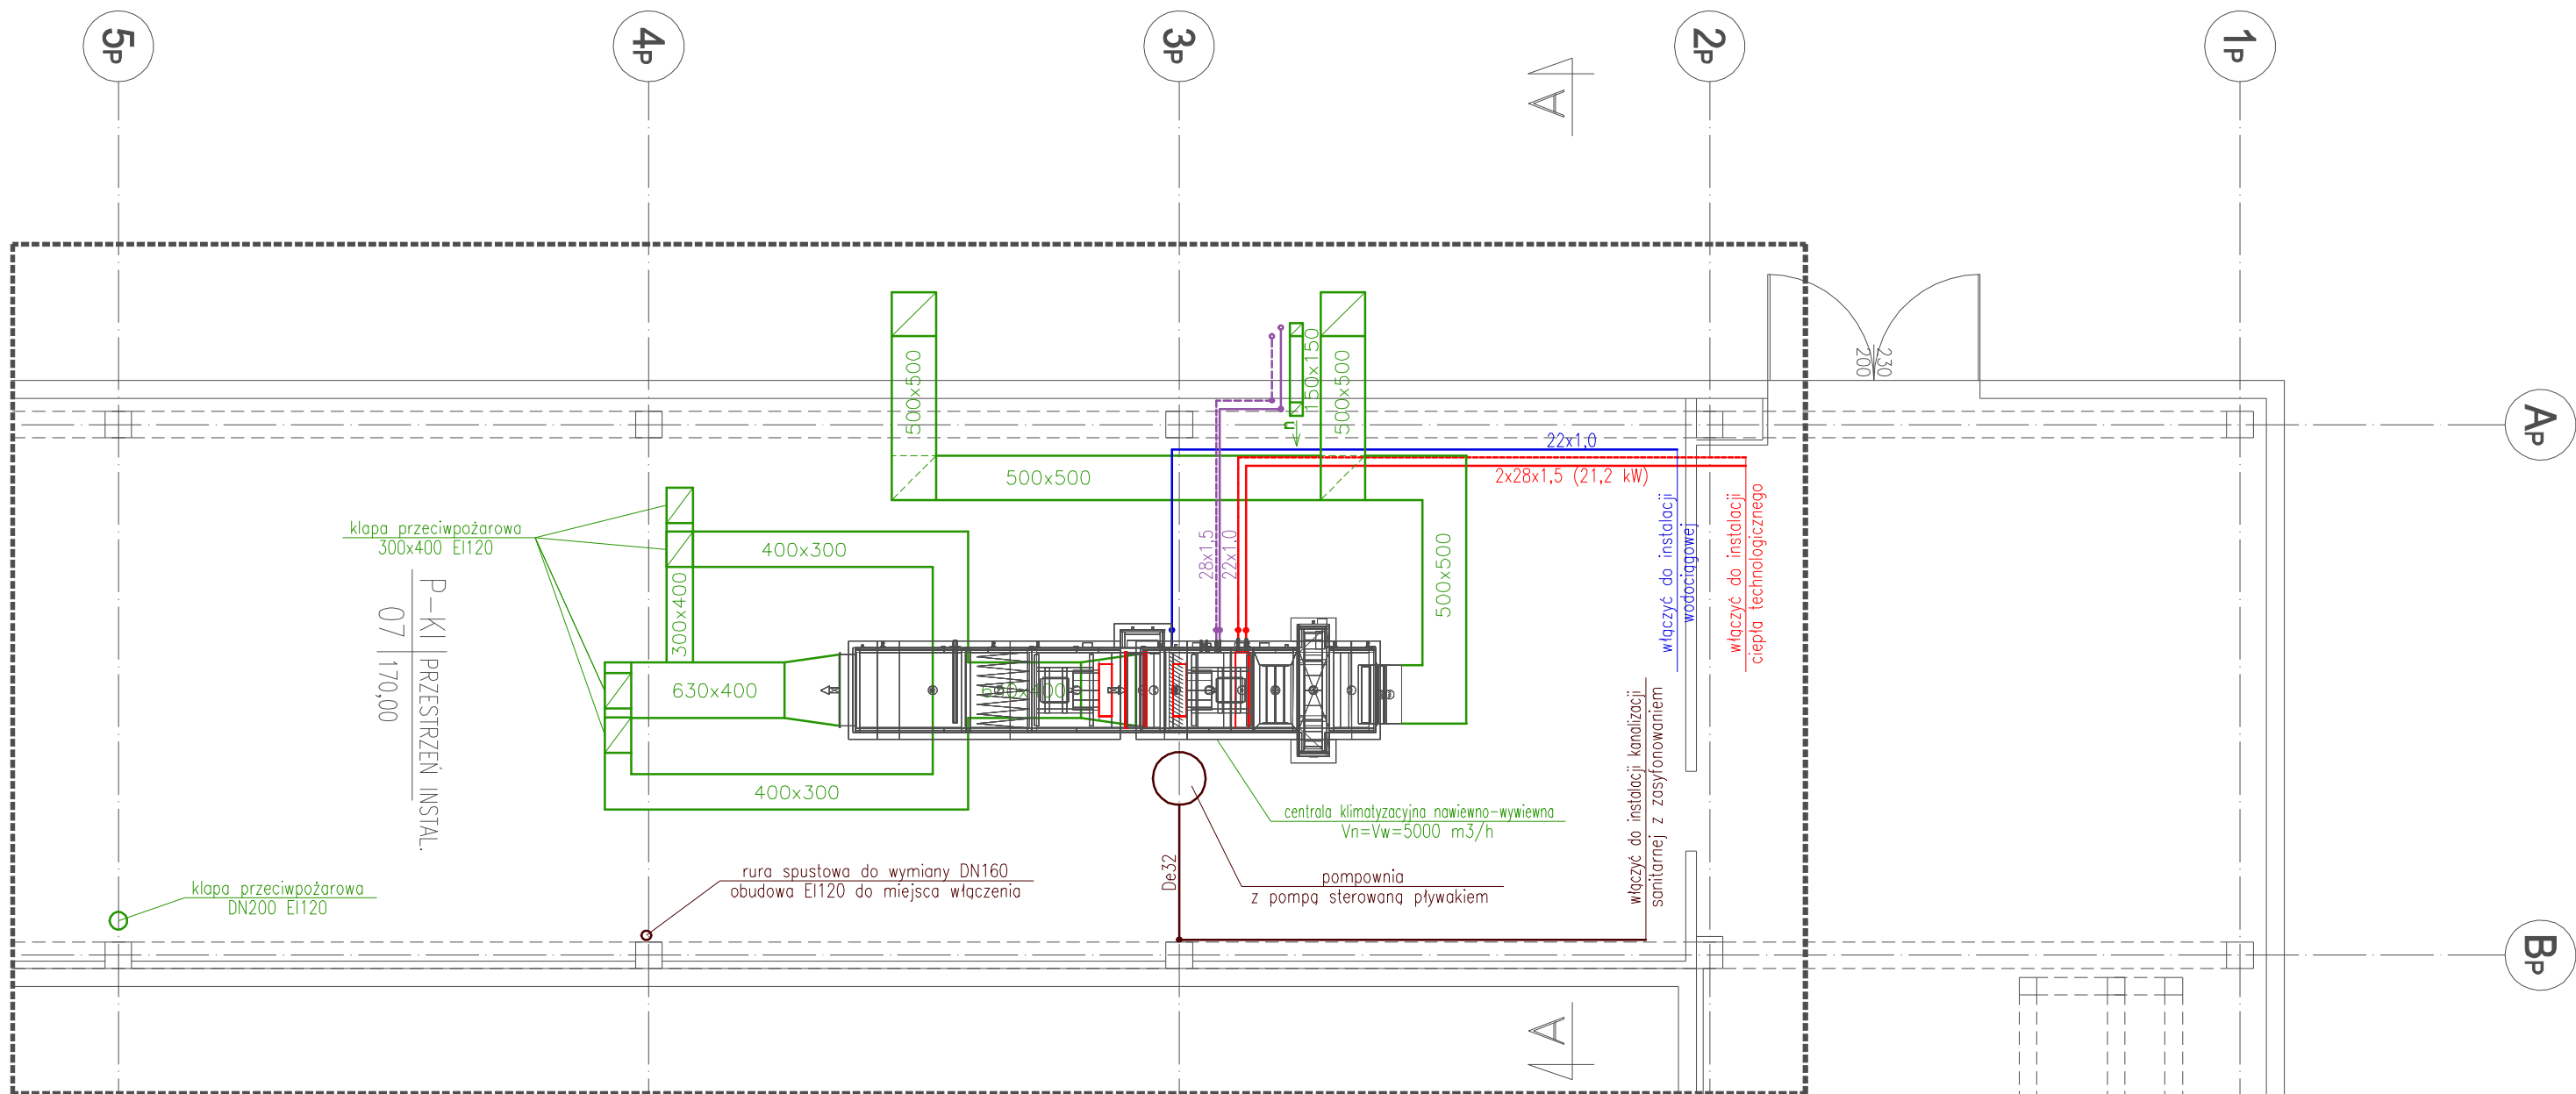 5P
4P
3P
2P
1P
A
230
200
AP
500x500
150x150
500x500
n
22x1,0
500x500
2x28x1,5 (21,2 kW)
klapa przeciwpożarowa
300x400 EI120
400x300
28x1,5
22x1,0
500x500
włączyć do instalacji
wodociągowej
włączyć do instalacji
ciepła technologicznego
300x400
P-KI PRZESTRZEŃ INSTAL.
07 170,00
630x400
630x400
400x300
centrala klimatyzacyjna nawiewno-wywiewna
Vn=Vw=5000 m3/h
włączyć do instalacji kanalizacji
sanitarnej z zasyfonowaniem
rura spustowa do wymiany DN160
obudowa EI120 do miejsca włączenia
De32
pompownia
z pompą sterowaną pływakiem
klapa przeciwpożarowa
DN200 EI120
BP
A